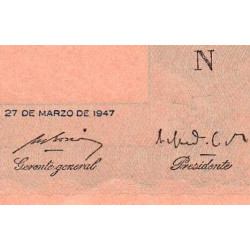 N
27 DE MARZO DE 1947
Gerente general
Presidente